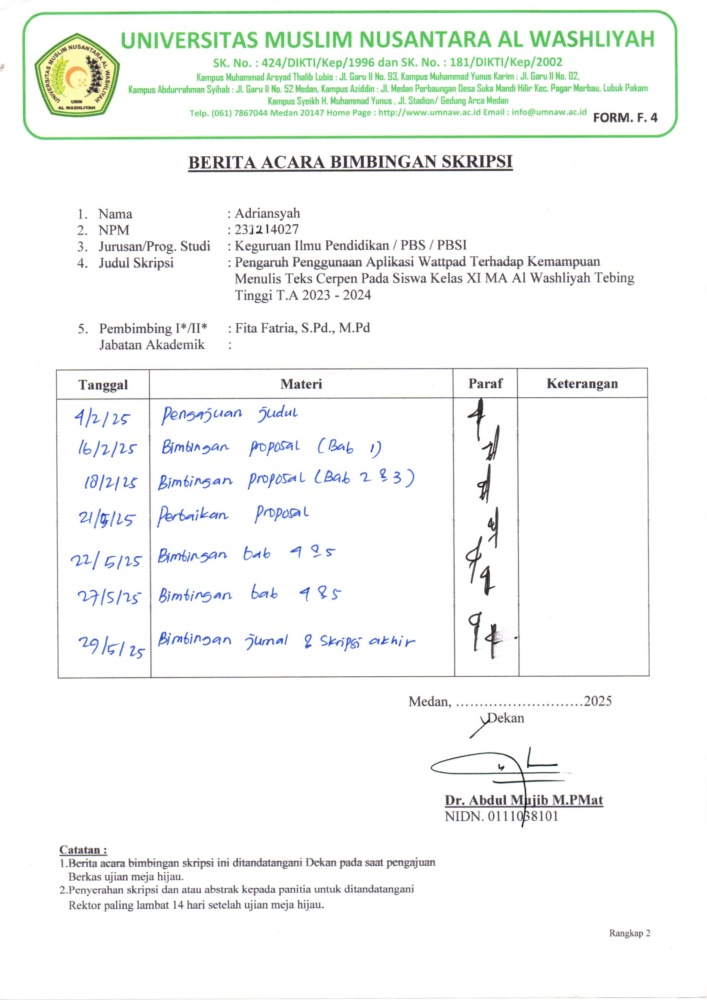 UNIVERSITAS MUSLIM NUSANTARA AL WASHLIYAH
UNIVERSITAS MUSLIM NUSANTARA AL WASHLIYAH
UMN
AL WASHLIYAH
SK. No. : 424/DIKTI/Kep/1996 dan SK. No. : 181/DIKTI/Kep/2002
Kampus Muhammad Arsyad Thalib Lubis : Jl. Garu II No. 93, Kampus Muhammad Yunus Karim : Jl. Garu II No. 02,
Kampus Abdurrahman Syihab : Jl. Garu II No. 52 Medan, Kampus Aziddin : Jl. Medan Perbaungan Desa Suka Mandi Hilir Kec. Pagar Merbau, Lubuk Pakam
Kampus Syeikh H. Muhammad Yunus , Jl. Stadion/ Gedung Arca Medan
Telp. (061) 7867044 Medan 20147 Home Page : http://www.umnaw.ac.id Email : info@umnaw.ac.id
FORM. F. 4
BERITA ACARA BIMBINGAN SKRIPSI
1. Nama : Adriansyah
2. NPM : 231214027
3. Jurusan/Prog. Studi : Keguruan Ilmu Pendidikan / PBS / PBSI
4. Judul Skripsi : Pengaruh Penggunaan Aplikasi Wattpad Terhadap Kemampuan
Menulis Teks Cerpen Pada Siswa Kelas XI MA Al Washliyah Tebing
Tinggi T.A 2023 - 2024
5. Pembimbing I*/II* : Fita Fatria, S.Pd., M.Pd
Jabatan Akademik :
Tanggal Materi Paraf Keterangan
4/2/25 Pengajuan judul
16/2/25 Bimbingan proposal (Bab 1)
18/2/25 Bimbingan proposal (Bab 2 & 3)
21/5/25 Perbaikan Proposal
22/5/25 Bimbingan bab 4 & 5
27/5/25 Bimbingan bab 4 & 5
29/5/25 Bimbingan jurnal & skripsi akhir
Medan, ...........................2025
Dekan
Dr. Abdul Mujib M.PMat
NIDN. 0111038101
Catatan :
1.Berita acara bimbingan skripsi ini ditandatangani Dekan pada saat pengajuan
Berkas ujian meja hijau.
2.Penyerahan skripsi dan atau abstrak kepada panitia untuk ditandatangani
Rektor paling lambat 14 hari setelah ujian meja hijau.
Rangkap 2